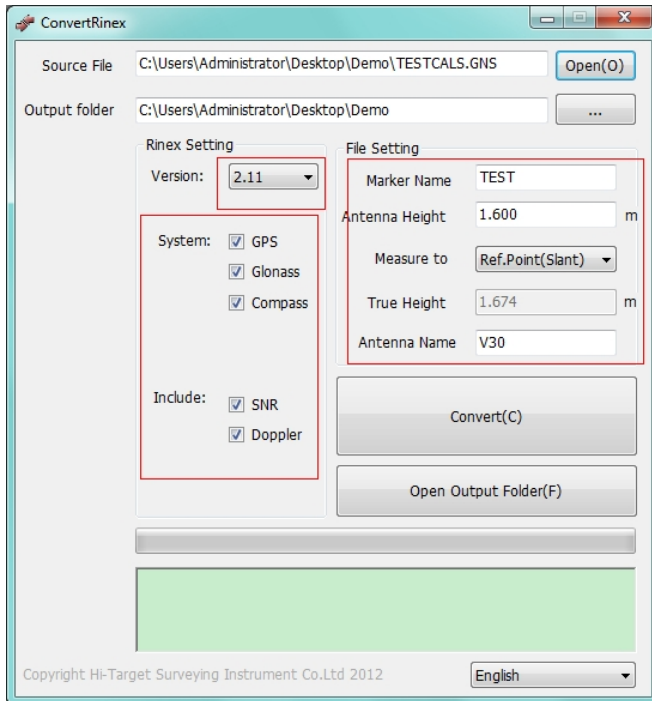 ConvertRinex
Source File C:\Users\Administrator\Desktop\Demo\TESTCALS.GNS Open(O)
Output folder C:\Users\Administrator\Desktop\Demo ...
Rinex Setting
Version: 2.11
System: GPS
Glonass
Compass
Include: SNR
Doppler
File Setting
Marker Name TEST
Antenna Height 1.600 m
Measure to Ref.Point(Slant)
True Height 1.674 m
Antenna Name V30
Convert(C)
Open Output Folder(F)
Copyright Hi-Target Surveying Instrument Co.Ltd 2012 English